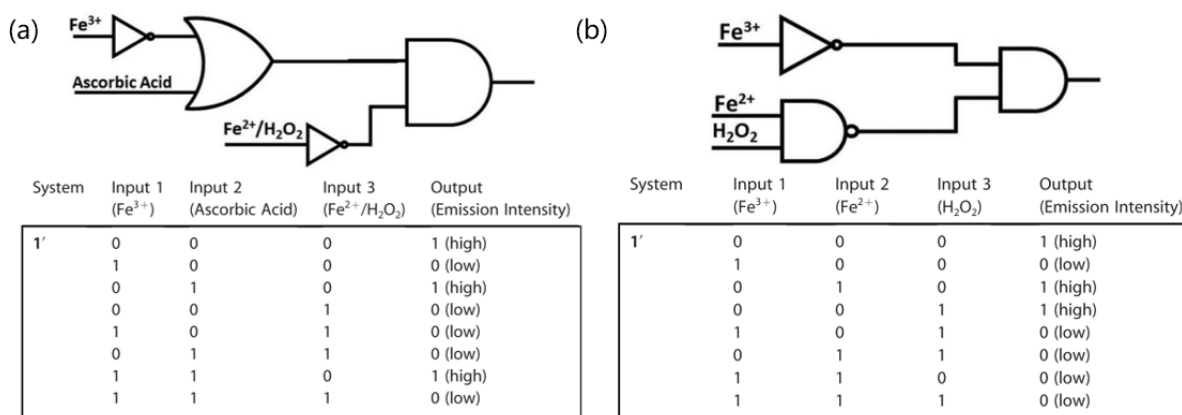 (a)
Fe³⁺
Ascorbic Acid
Fe²⁺/H₂O₂
System Input 1 Input 2 Input 3 Output
(Fe³⁺) (Ascorbic Acid) (Fe²⁺/H₂O₂) (Emission Intensity)
1′ 0 0 0 1 (high)
1 0 0 0 (low)
0 1 0 1 (high)
0 0 1 0 (low)
1 0 1 0 (low)
0 1 1 0 (low)
1 1 0 1 (high)
1 1 1 0 (low)
(b)
Fe³⁺
Fe²⁺
H₂O₂
System Input 1 Input 2 Input 3 Output
(Fe³⁺) (Fe²⁺) (H₂O₂) (Emission Intensity)
1′ 0 0 0 1 (high)
1 0 0 0 (low)
0 1 0 1 (high)
0 0 1 1 (high)
1 0 1 0 (low)
0 1 1 0 (low)
1 1 0 0 (low)
1 1 1 0 (low)